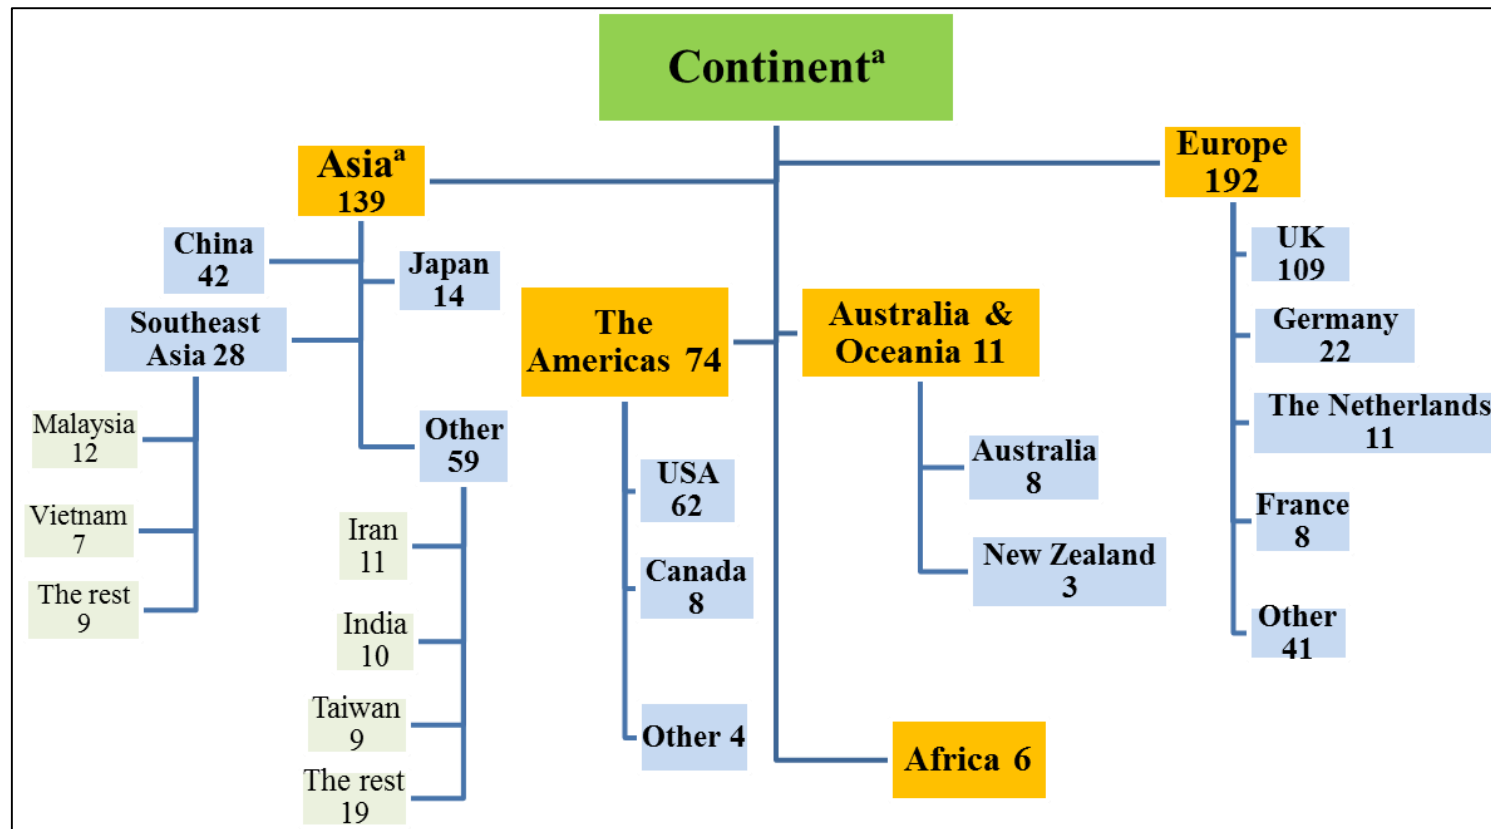 Continentᵃ
Asiaᵃ
139
China
42
Japan
14
Southeast
Asia 28
Malaysia
12
Vietnam
7
The rest
9
Other
59
Iran
11
India
10
Taiwan
9
The rest
19
The
Americas 74
USA
62
Canada
8
Other 4
Australia &
Oceania 11
Australia
8
New Zealand
3
Africa 6
Europe
192
UK
109
Germany
22
The Netherlands
11
France
8
Other
41